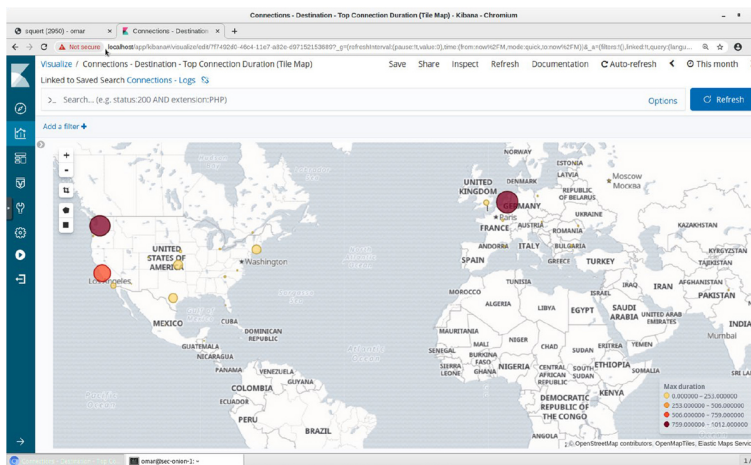 Connections - Destination - Top Connection Duration (Tile Map) - Kibana - Chromium
squert (2950) - omar
Connections - Destination
Not secure
Visualize / Connections - Destination - Top Connection Duration (Tile Map)
Save Share Inspect Refresh Documentation Auto-refresh This month
Linked to Saved Search Connections - Logs
>_ Search... (e.g. status:200 AND extension:PHP)
Options
Refresh
Add a filter +
NORWAY
ESTONIA
LATVIA
Moscow
Москва
UNITED KINGDOM
DENMARK
REPUBLIC OF BELARUS
GERMANY
Paris
UKRAINE
FRANCE
AUSTRIA
ROMANIA
KAZAKHSTAN
ANDORRA
ITALY
BULGARIA
KYRGYZSTAN
UNITED STATES OF AMERICA
Washington
SPAIN
GREECE
TURKEY
TAJIKISTAN
Los Angeles
TUNISIA
MOROCCO
IRAQ
IRAN
AFGHANISTAN
ISRAEL
PAKISTAN
ALGERIA
LIBYA
EGYPT
SAUDI ARABIA
UNITED ARAB EMIRATES
INDIA
MEXICO
CUBA
DOMINICAN REPUBLIC
Mumbai
MAURITANIA
MALI
NIGER
GUATEMALA
NICARAGUA
SENEGAL
BURKINA FASO
CHAD
SUDAN
ERITREA
YEMEN
PANAMA
VENEZUELA
SIERRA LEONE
GHANA
NIGERIA
CENTRAL AFRICAN REPUBLIC
SOUTH SUDAN
ETHIOPIA
SOMALIA
SRI LA
GUYANA
COLOMBIA
ECUADOR
DEMOCRATIC REPUBLIC OF THE CONGO
KENYA
PERU
BRAZIL
ANGOLA
Max duration
0.000000 – 253.000000
253.000000 – 506.000000
506.000000 – 759.000000
759.000000 – 1012.000000
© OpenStreetMap contributors, OpenMapTiles, Elastic Maps Servic
omar@sec-onion-1: ~